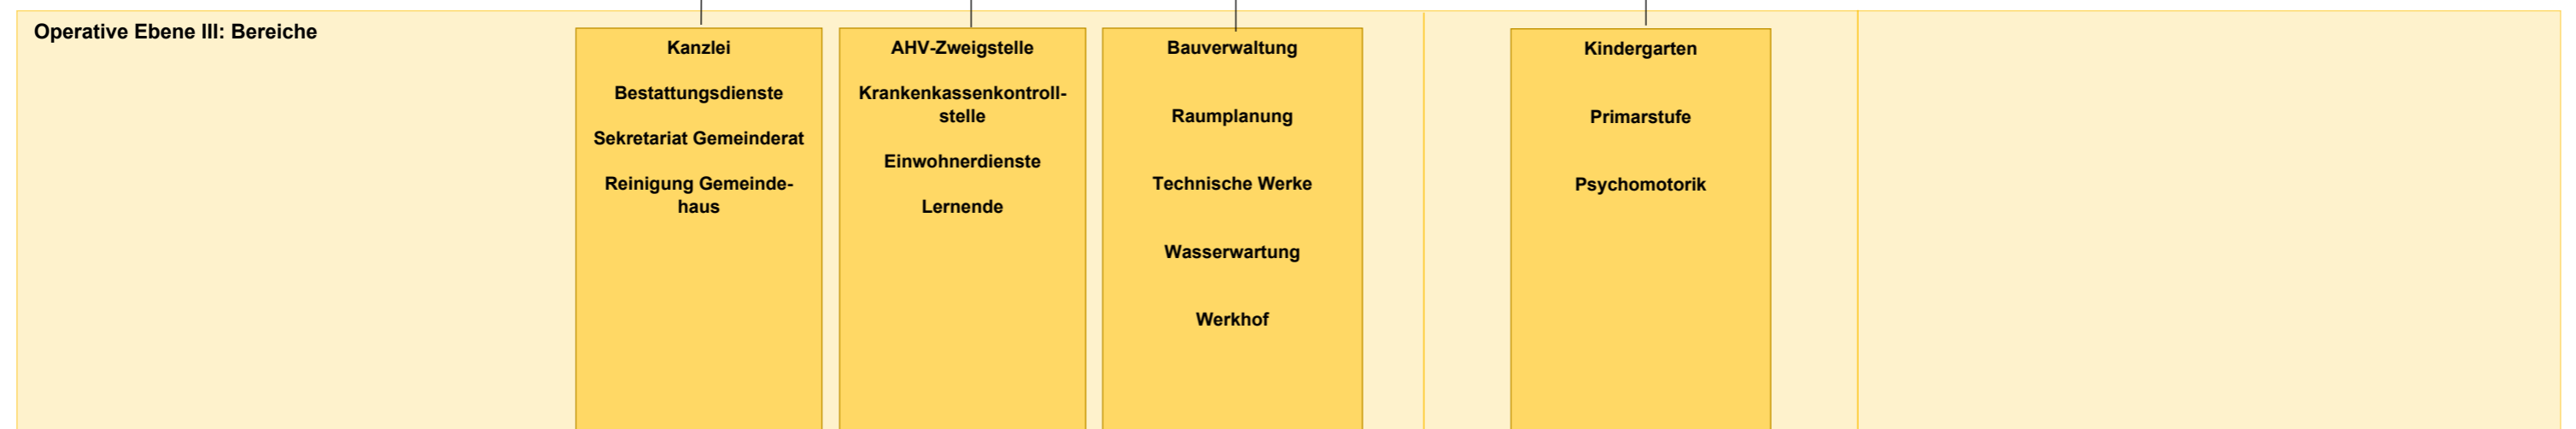 Operative Ebene III: Bereiche
Kanzlei
Bestattungsdienste
Sekretariat Gemeinderat
Reinigung Gemeinde-
haus
AHV-Zweigstelle
Krankenkassenkontroll-
stelle
Einwohnerdienste
Lernende
Bauverwaltung
Raumplanung
Technische Werke
Wasserwartung
Werkhof
Kindergarten
Primarstufe
Psychomotorik